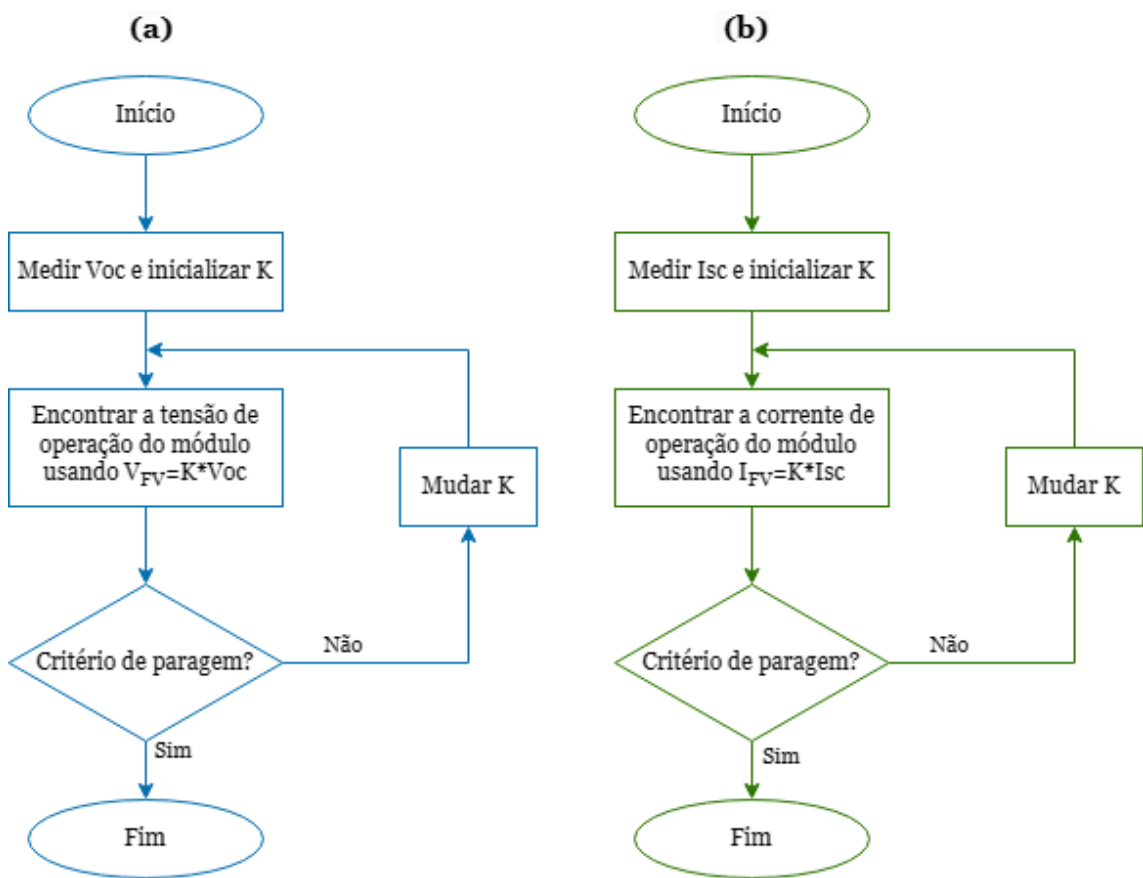 (a)
Início
Medir Voc e inicializar K
Encontrar a tensão de
operação do módulo
usando V_FV=K*Voc
Mudar K
Critério de paragem?
Não
Sim
Fim
(b)
Início
Medir Isc e inicializar K
Encontrar a corrente de
operação do módulo
usando I_FV=K*Isc
Mudar K
Critério de paragem?
Não
Sim
Fim